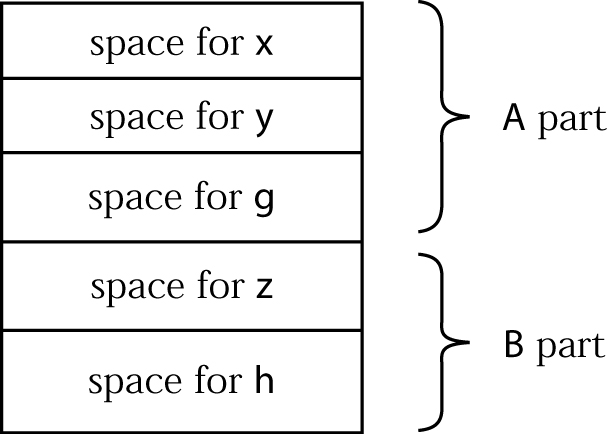 space for x
space for y
A part
space for g
space for z
B part
space for h